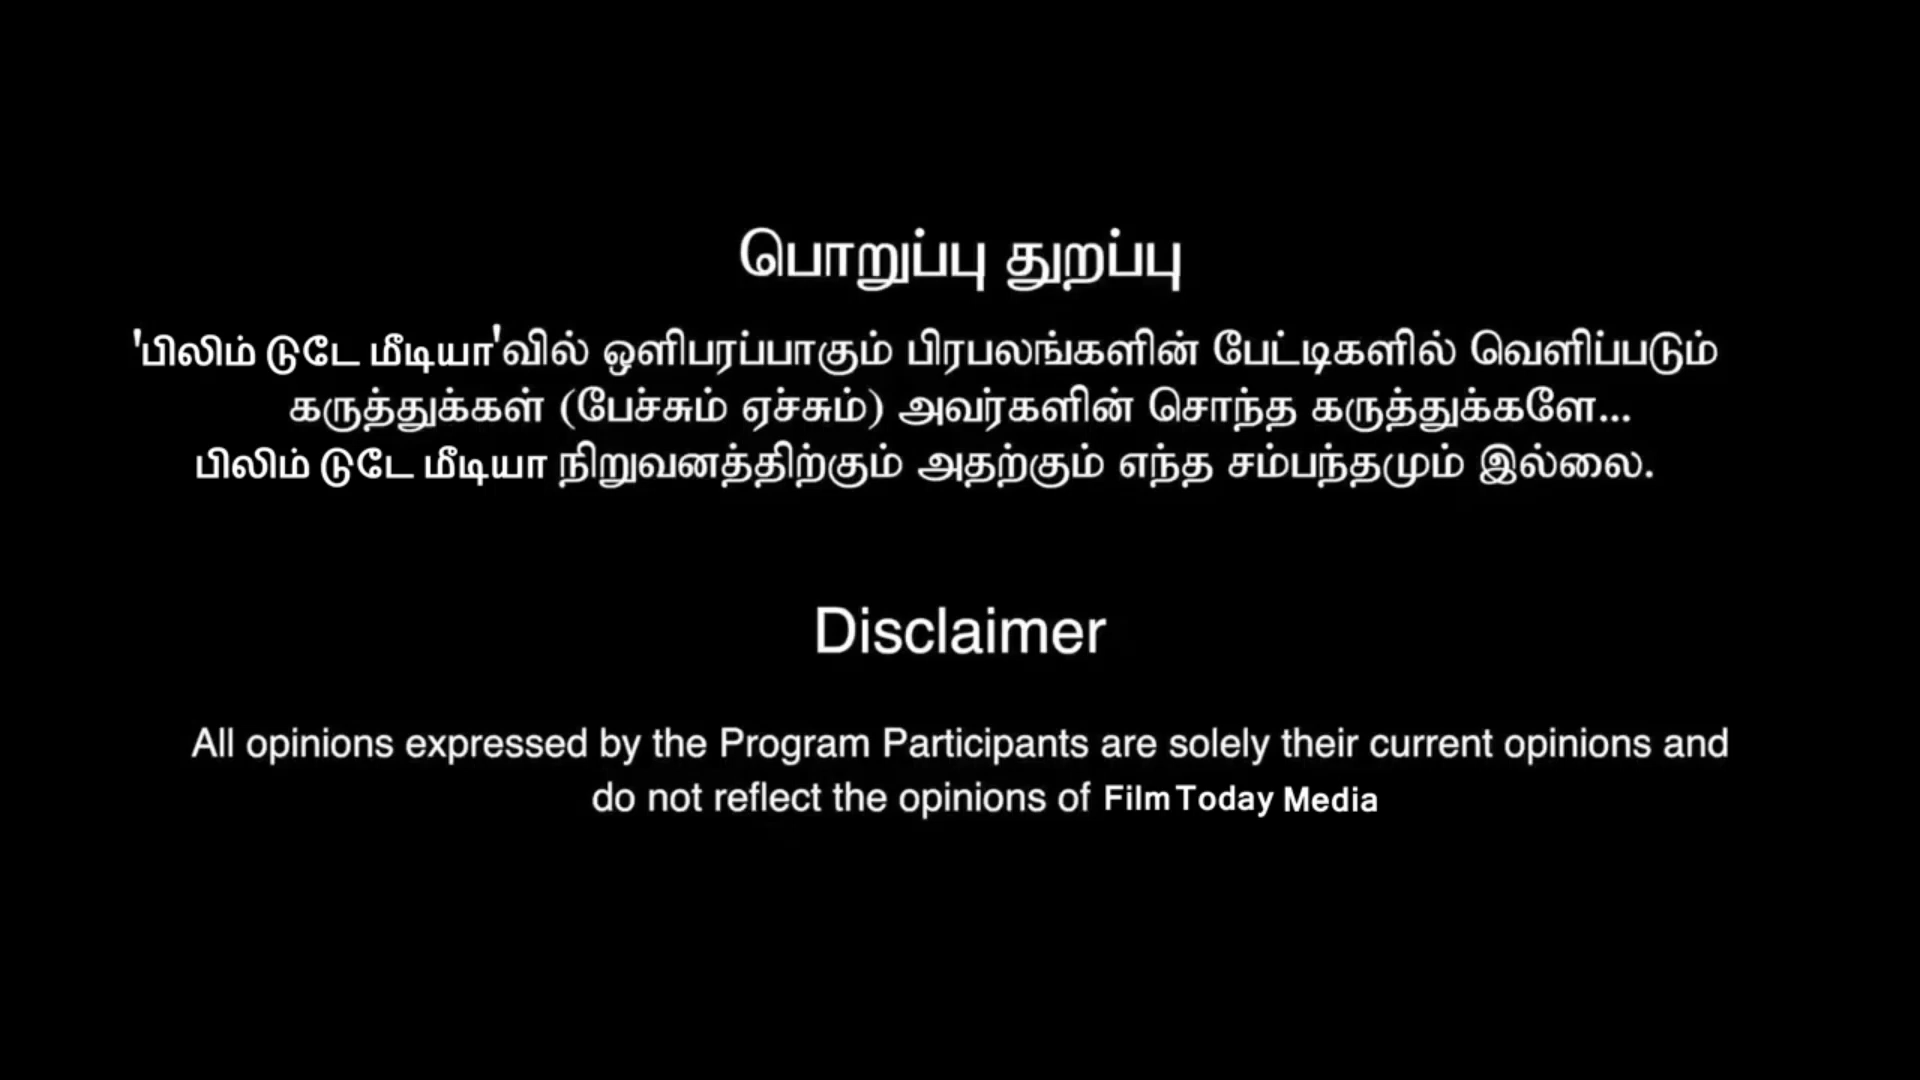 பொறுப்பு துறப்பு
'பிலிம் டுடே மீடியா'வில் ஒளிபரப்பாகும் பிரபலங்களின் பேட்டிகளில் வெளிப்படும்
கருத்துக்கள் (பேச்சும் ஏச்சும்) அவர்களின் சொந்த கருத்துக்களே...
பிலிம் டுடே மீடியா நிறுவனத்திற்கும் அதற்கும் எந்த சம்பந்தமும் இல்லை.
Disclaimer
All opinions expressed by the Program Participants are solely their current opinions and
do not reflect the opinions of Film Today Media